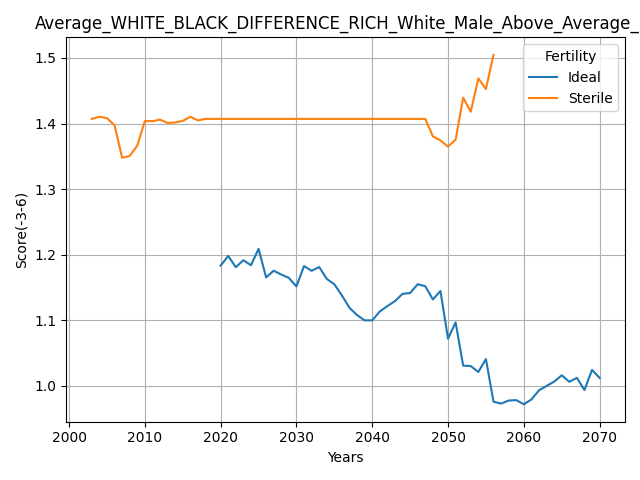 Average_WHITE_BLACK_DIFFERENCE_RICH_White_Male_Above_Average_
Fertility
Ideal
Sterile
1.5
1.4
1.3
1.2
1.1
1.0
Score(-3-6)
2000 2010 2020 2030 2040 2050 2060 2070
Years